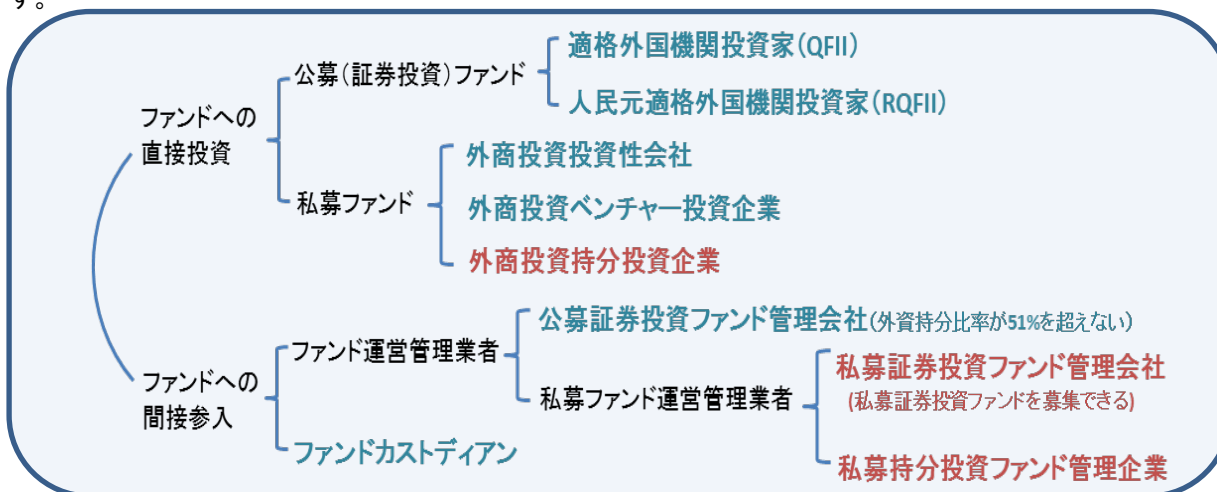 す。
適格外国機関投資家(QFII)
公募(証券投資)ファンド
人民元適格外国機関投資家(RQFII)
ファンドへの
直接投資
外商投資投資性会社
私募ファンド
外商投資ベンチャー投資企業
外商投資持分投資企業
公募証券投資ファンド管理会社(外資持分比率が51%を超えない)
ファンド運営管理業者
ファンドへの
間接参入
私募証券投資ファンド管理会社
(私募証券投資ファンドを募集できる)
私募ファンド運営管理業者
私募持分投資ファンド管理企業
ファンドカストディアン